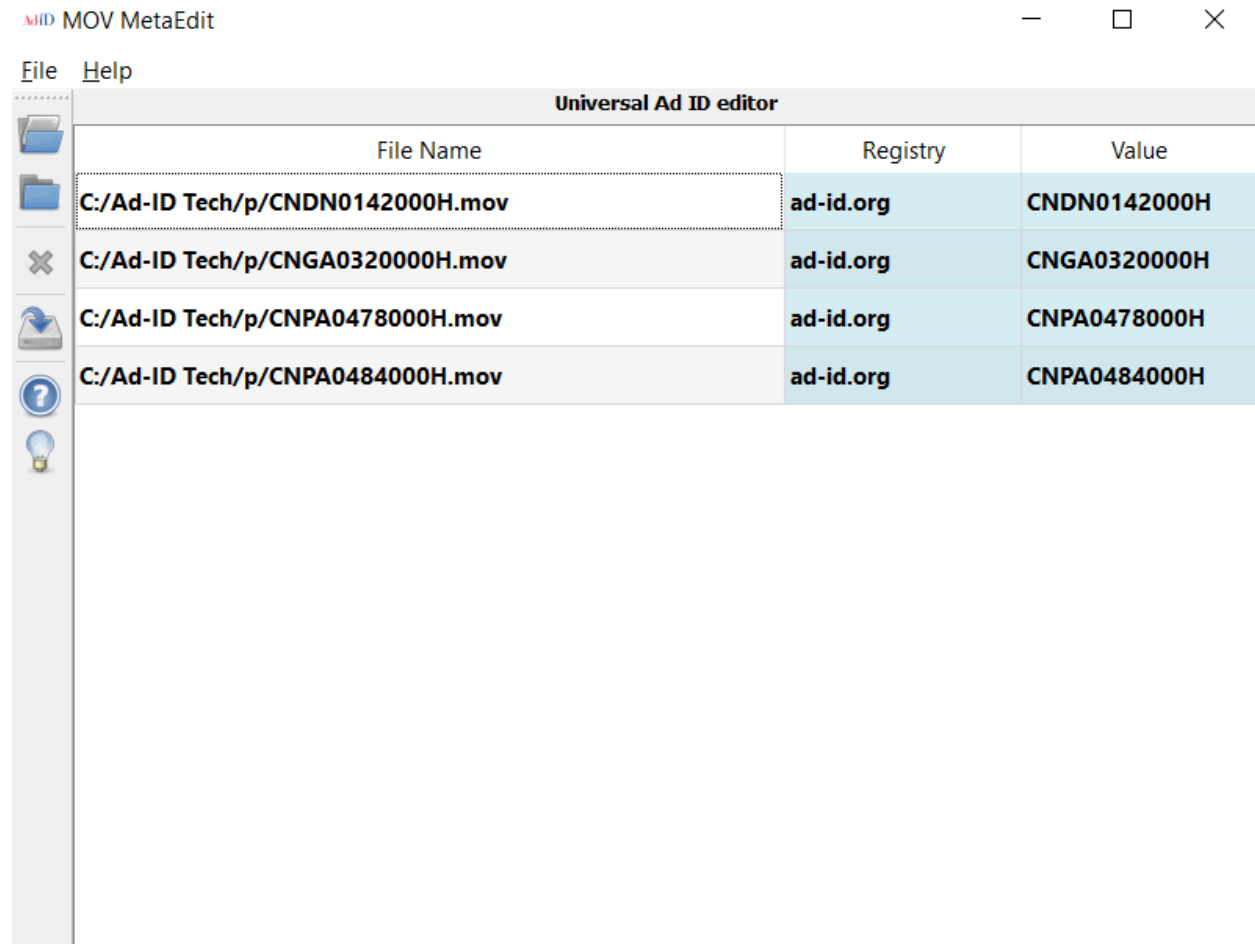 AdID MOV MetaEdit
File Help
Universal Ad ID editor
File Name Registry Value
C:/Ad-ID Tech/p/CNDN0142000H.mov ad-id.org CNDN0142000H
C:/Ad-ID Tech/p/CNGA0320000H.mov ad-id.org CNGA0320000H
C:/Ad-ID Tech/p/CNPA0478000H.mov ad-id.org CNPA0478000H
C:/Ad-ID Tech/p/CNPA0484000H.mov ad-id.org CNPA0484000H
?